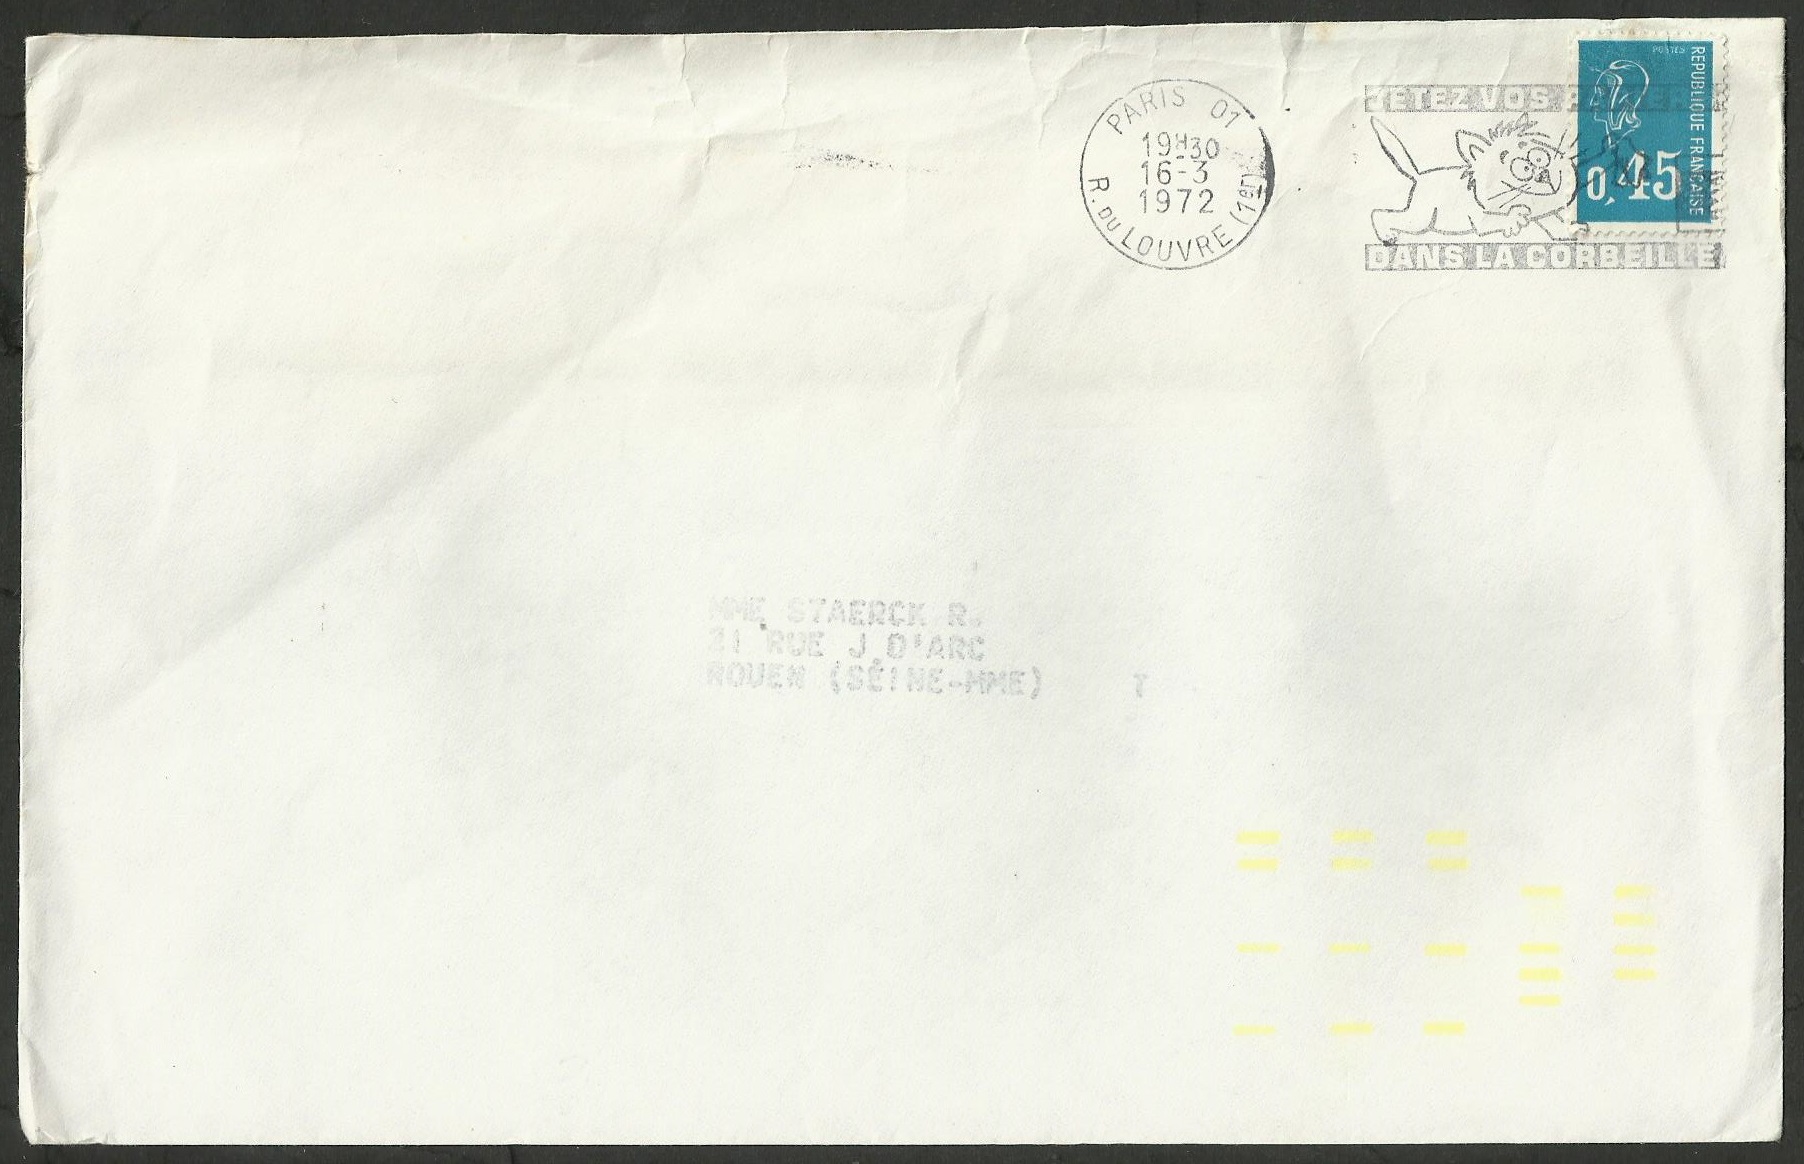 PARIS 01
19H30
16-3
1972
R. DU LOUVRE (1er)
JETEZ VOS
DANS LA CORBEILLE
POSTES
REPUBLIQUE FRANCAISE
0,45
MME STAERCK R.
21 RUE J D'ARC
ROUEN (SEINE-MME) T